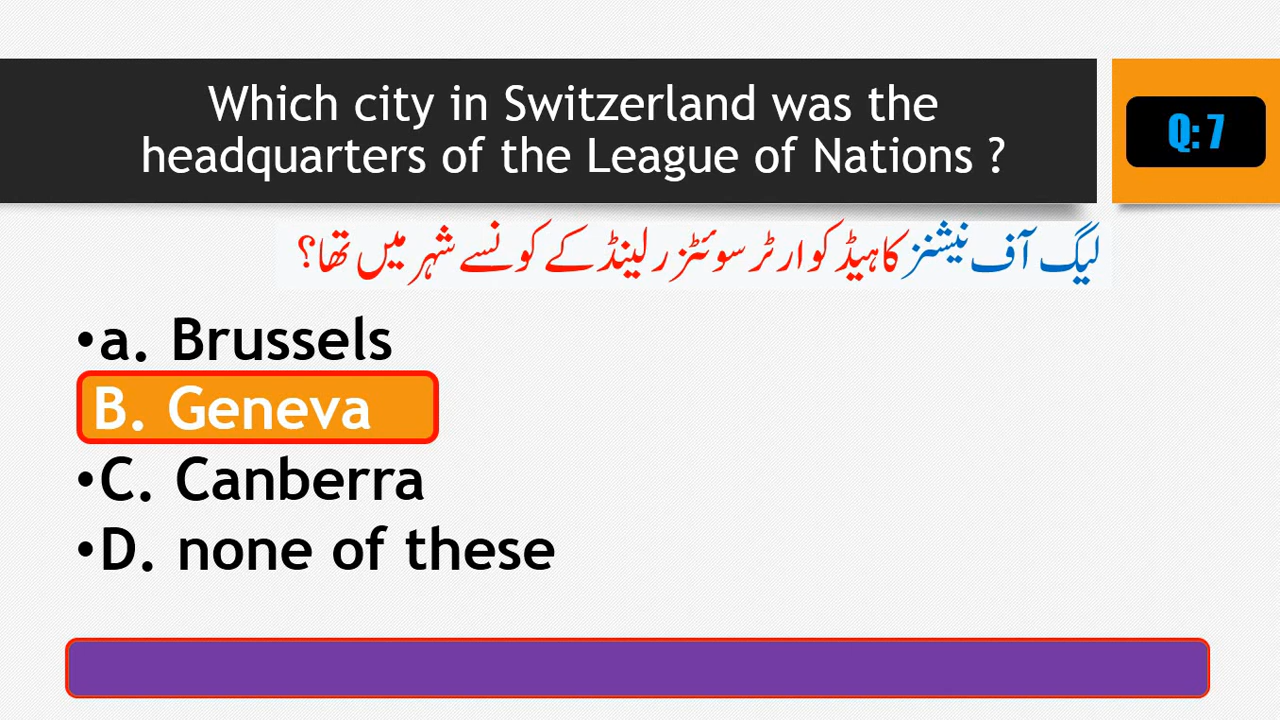 Which city in Switzerland was the
headquarters of the League of Nations ?
Q: 7
لیگ آف نیشنز کا ہیڈ کوارٹر سوئٹزرلینڈ کے کونسے شہر میں تھا؟
•a. Brussels
B. Geneva
•C. Canberra
•D. none of these